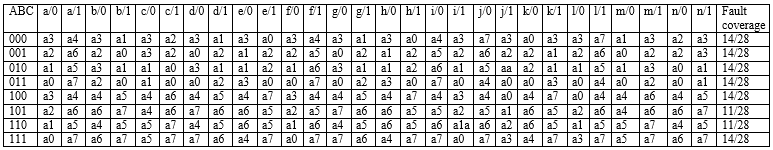 ABC a/0 a/1 b/0 b/1 c/0 c/1 d/0 d/1 e/0 e/1 f/0 f/1 g/0 g/1 h/0 h/1 i/0 i/1 j/0 j/1 k/0 k/1 l/0 l/1 m/0 m/1 n/0 n/1 Fault
coverage
000 a3 a4 a3 a1 a3 a2 a3 a1 a3 a0 a3 a4 a3 a1 a3 a0 a4 a3 a7 a3 a0 a3 a3 a7 a1 a3 a2 a3 14/28
001 a2 a6 a2 a0 a3 a2 a0 a2 a1 a2 a2 a5 a0 a2 a1 a2 a5 a2 a6 a2 a2 a1 a2 a6 a0 a2 a2 a3 14/28
010 a1 a5 a3 a1 a1 a0 a3 a1 a1 a2 a1 a6 a3 a1 a1 a2 a6 a1 a5 aa a2 a1 a1 a5 a1 a3 a0 a1 14/28
011 a0 a7 a2 a0 a1 a0 a0 a2 a3 a0 a0 a7 a0 a2 a3 a0 a7 a0 a4 a0 a0 a3 a0 a4 a0 a2 a0 a1 14/28
100 a3 a4 a4 a5 a4 a6 a4 a5 a4 a7 a3 a4 a4 a5 a4 a7 a4 a3 a4 a0 a4 a7 a0 a4 a4 a6 a4 a5 14/28
101 a2 a6 a6 a7 a4 a6 a7 a6 a6 a5 a2 a5 a7 a6 a6 a5 a5 a2 a5 a1 a6 a5 a2 a6 a4 a6 a6 a7 11/28
110 a1 a5 a4 a5 a5 a7 a4 a5 a6 a5 a1 a6 a4 a5 a6 a5 a6 a1a a6 a2 a6 a5 a1 a5 a5 a7 a4 a5 11/28
111 a0 a7 a6 a7 a5 a7 a7 a6 a4 a7 a0 a7 a7 a6 a4 a7 a7 a0 a7 a3 a4 a7 a3 a7 a5 a7 a6 a7 14/28